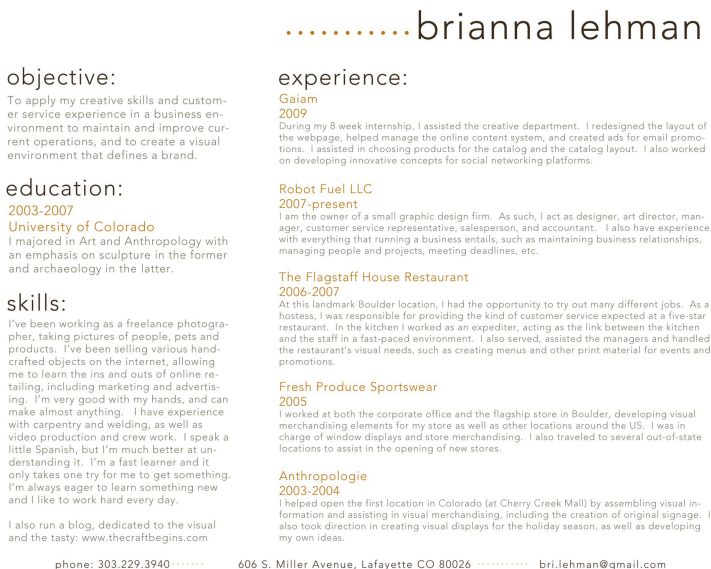 brianna lehman
objective:
To apply my creative skills and custom-
er service experience in a business en-
vironment to maintain and improve cur-
rent operations, and to create a visual
environment that defines a brand.
education:
2003-2007
University of Colorado
I majored in Art and Anthropology with
an emphasis on sculpture in the former
and archaeology in the latter.
skills:
I've been working as a freelance photogra-
pher, taking pictures of people, pets and
products.  I've been selling various hand-
crafted objects on the internet, allowing
me to learn the ins and outs of online re-
tailing, including marketing and advertis-
ing.  I'm very good with my hands, and can
make almost anything.   I have experience
with carpentry and welding, as well as
video production and crew work.  I speak a
little Spanish, but I'm much better at un-
derstanding it.  I'm a fast learner and it
only takes one try for me to get something.
I'm always eager to learn something new
and I like to work hard every day.
I also run a blog, dedicated to the visual
and the tasty: www.thecraftbegins.com
experience:
Gaiam
2009
During my 8 week internship, I assisted the creative department.  I redesigned the layout of
the webpage, helped manage the online content system, and created ads for email promo-
tions.  I assisted in choosing products for the catalog and the catalog layout.  I also worked
on developing innovative concepts for social networking platforms.
Robot Fuel LLC
2007-present
I am the owner of a small graphic design firm.  As such, I act as designer, art director, man-
ager, customer service representative, salesperson, and accountant.   I also have experience
with everything that running a business entails, such as maintaining business relationships,
managing people and projects, meeting deadlines, etc.
The Flagstaff House Restaurant
2006-2007
At this landmark Boulder location, I had the opportunity to try out many different jobs.  As a
hostess, I was responsible for providing the kind of customer service expected at a five-star
restaurant.  In the kitchen I worked as an expediter, acting as the link between the kitchen
and the staff in a fast-paced environment.  I also served, assisted the managers and handled
the restaurant's visual needs, such as creating menus and other print material for events and
promotions.
Fresh Produce Sportswear
2005
I worked at both the corporate office and the flagship store in Boulder, developing visual
merchandising elements for my store as well as other locations around the US.  I was in
charge of window displays and store merchandising.  I also traveled to several out-of-state
locations to assist in the opening of new stores.
Anthropologie
2003-2004
I helped open the first location in Colorado (at Cherry Creek Mall) by assembling visual in-
formation and assisting in visual merchandising, including the creation of original signage.  I
also took direction in creating visual displays for the holiday season, as well as developing
my own ideas.
phone: 303.229.3940 ······· 606 S. Miller Avenue, Lafayette CO 80026 ··········· bri.lehman@gmail.com